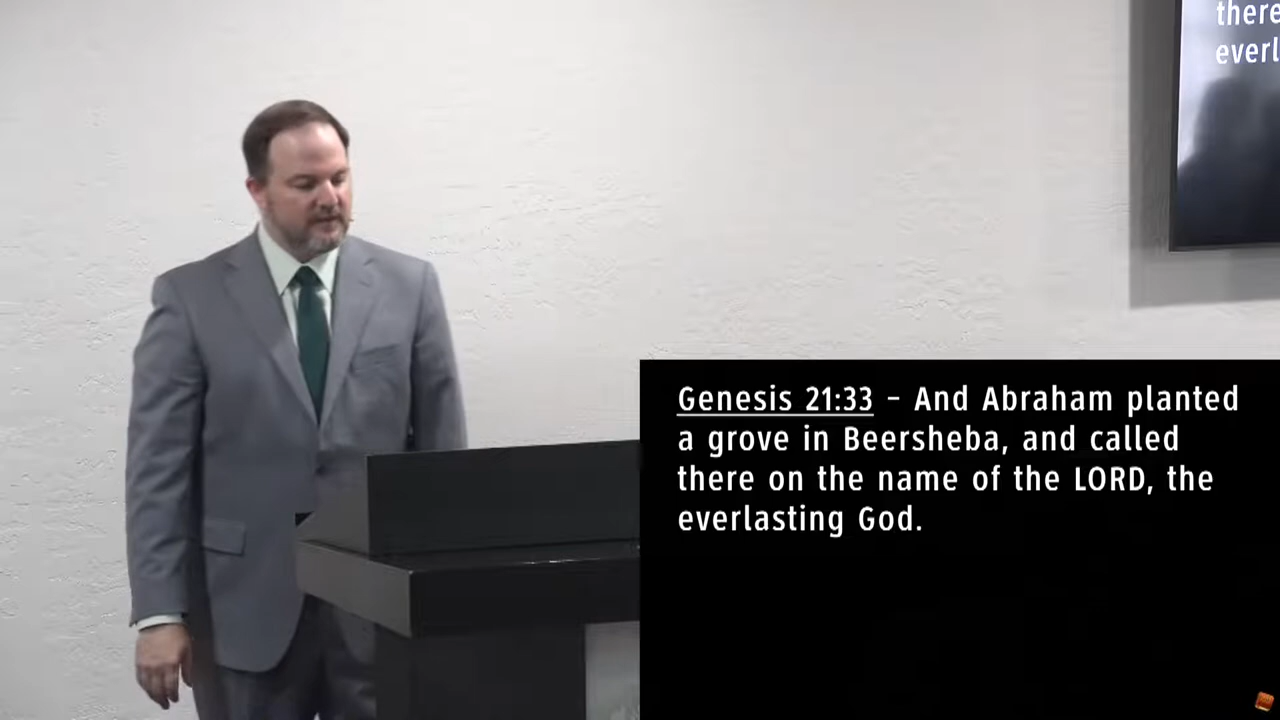 there
everl
Genesis 21:33 – And Abraham planted
a grove in Beersheba, and called
there on the name of the LORD, the
everlasting God.